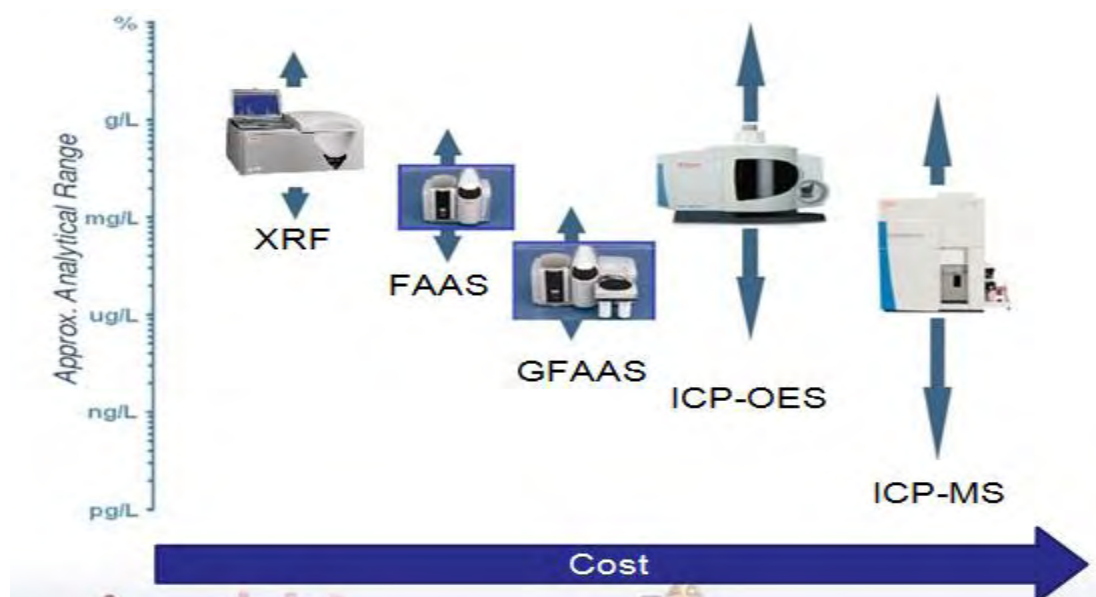 %
g/L
mg/L
ug/L
ng/L
pg/L
Approx. Analytical Range
XRF
FAAS
GFAAS
ICP-OES
ICP-MS
Cost